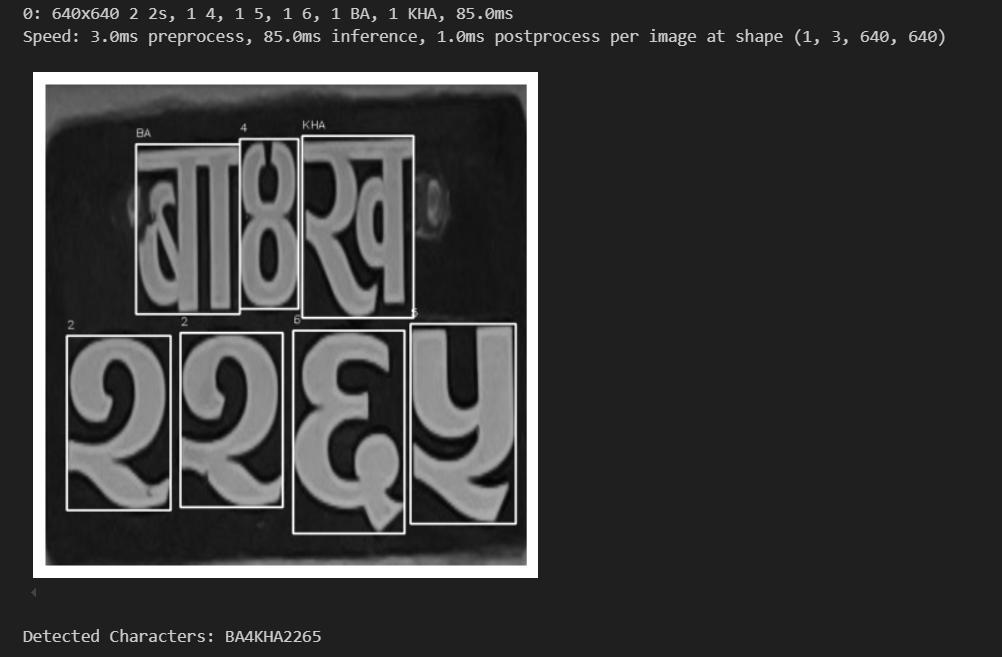 0: 640x640 2 2s, 1 4, 1 5, 1 6, 1 BA, 1 KHA, 85.0ms
Speed: 3.0ms preprocess, 85.0ms inference, 1.0ms postprocess per image at shape (1, 3, 640, 640)
BA 4 KHA
बा ४ ख
2 2 6 5
२ २ ६ ५
Detected Characters: BA4KHA2265